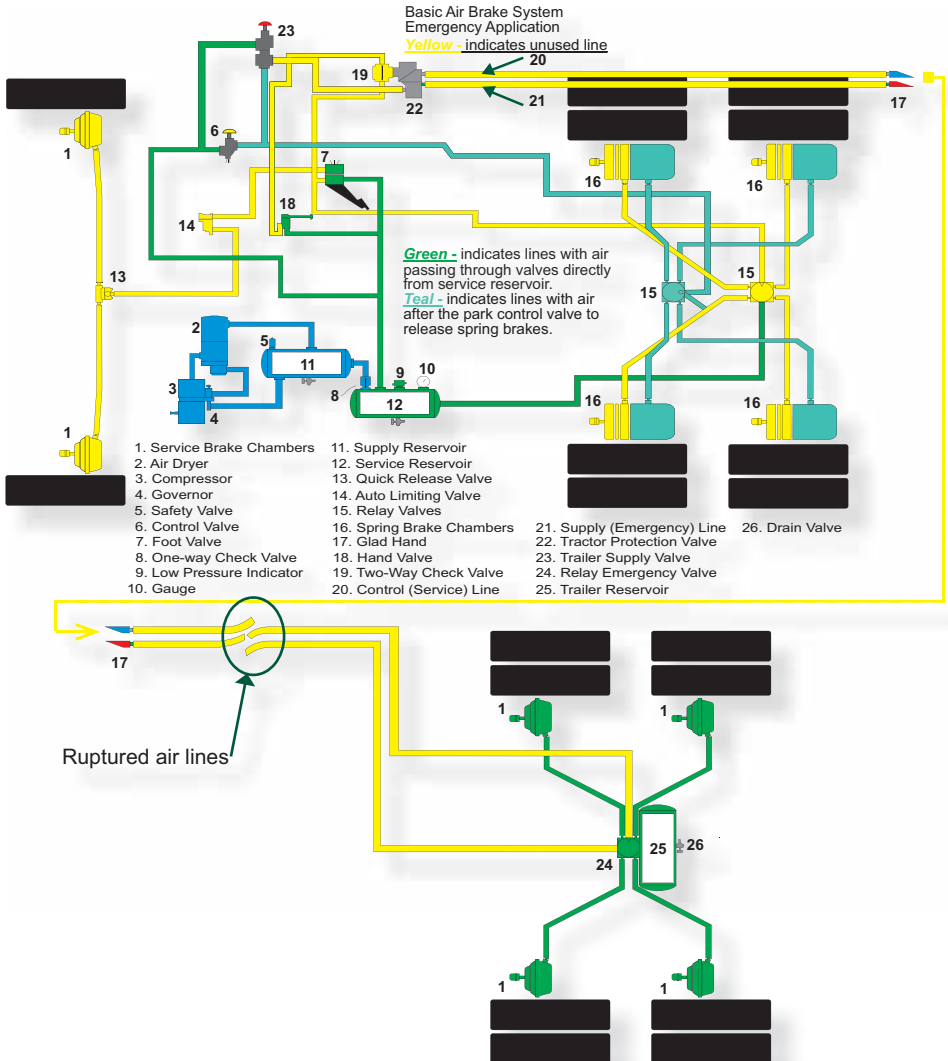 Basic Air Brake System
Emergency Application
Yellow - indicates unused line
23
20
19
22
21
17
1
6
7
16
16
18
14
Green - indicates lines with air
passing through valves directly
from service reservoir.
Teal - indicates lines with air
after the park control valve to
release spring brakes.
13
15
15
2
5
11
3
4
8
9
10
12
16
16
1
1. Service Brake Chambers
2. Air Dryer
3. Compressor
4. Governor
5. Safety Valve
6. Control Valve
7. Foot Valve
8. One-way Check Valve
9. Low Pressure Indicator
10. Gauge
11. Supply Reservoir
12. Service Reservoir
13. Quick Release Valve
14. Auto Limiting Valve
15. Relay Valves
16. Spring Brake Chambers
17. Glad Hand
18. Hand Valve
19. Two-Way Check Valve
20. Control (Service) Line
21. Supply (Emergency) Line
22. Tractor Protection Valve
23. Trailer Supply Valve
24. Relay Emergency Valve
25. Trailer Reservoir
26. Drain Valve
17
Ruptured air lines
1
1
24
25
26
1
1